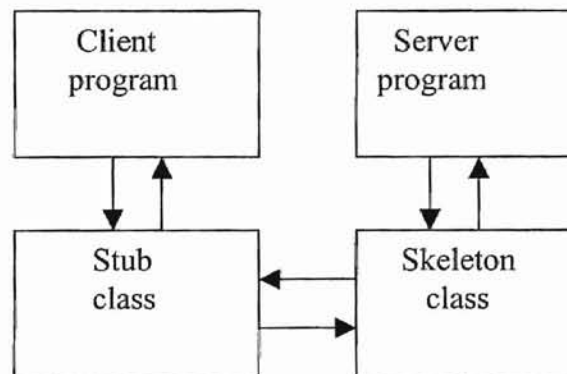 Client
program
Server
program
Stub
class
Skeleton
class